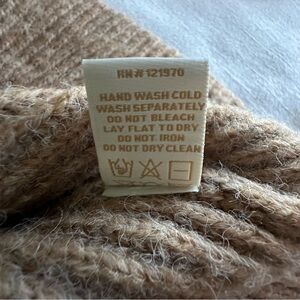 RN# 121970
HAND WASH COLD
WASH SEPARATELY
DO NOT BLEACH
LAY FLAT TO DRY
DO NOT IRON
DO NOT DRY CLEAN